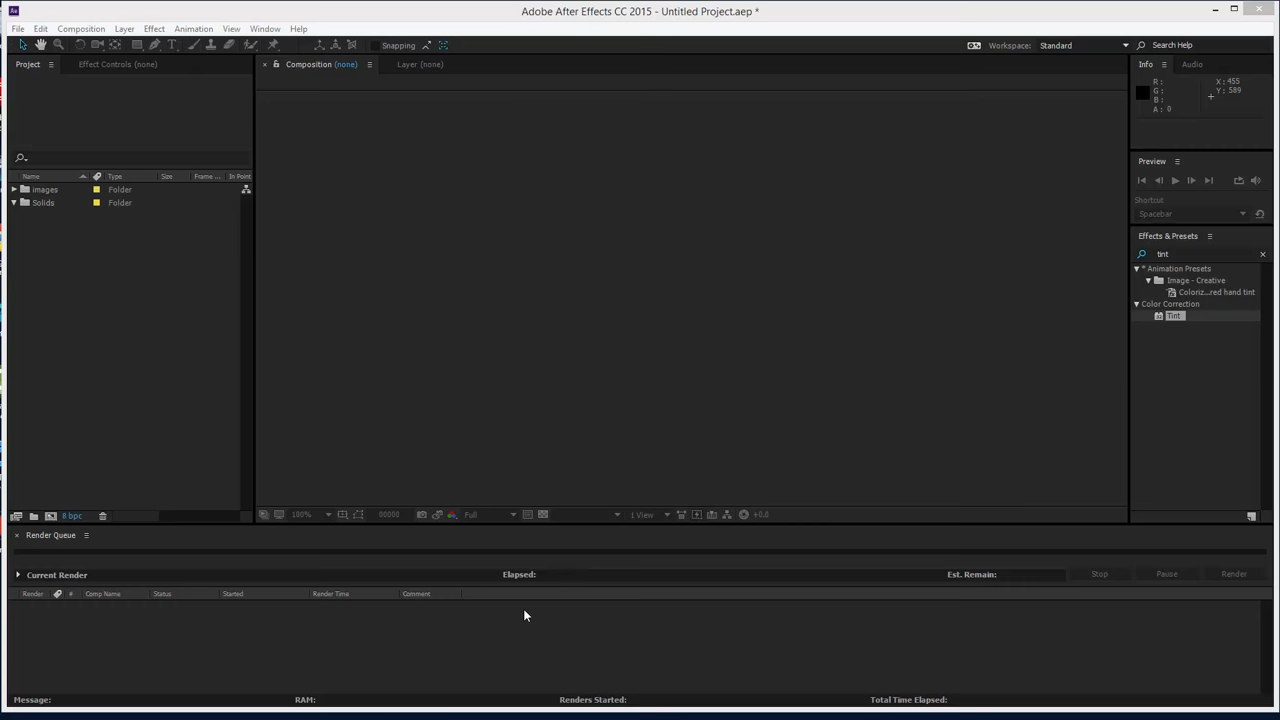 Ae Adobe After Effects CC 2015 - Untitled Project.aep *
File Edit Composition Layer Effect Animation View Window Help
T Snapping Workspace: Standard Search Help
Project Effect Controls (none) × Composition (none) Layer (none) Info Audio
R: X: 455
G: Y: 589
B:
A: 0
Preview
Name Type Size Frame ... In Point
images Folder
Solids Folder
Shortcut
Spacebar
Effects & Presets
tint ×
* Animation Presets
Image - Creative
Coloriz...red hand tint
Color Correction
Tint
8 bpc 100% 00000 Full 1 View +0.0
× Render Queue
Current Render Elapsed: Est. Remain: Stop Pause Render
Render # Comp Name Status Started Render Time Comment
Message: RAM: Renders Started: Total Time Elapsed: